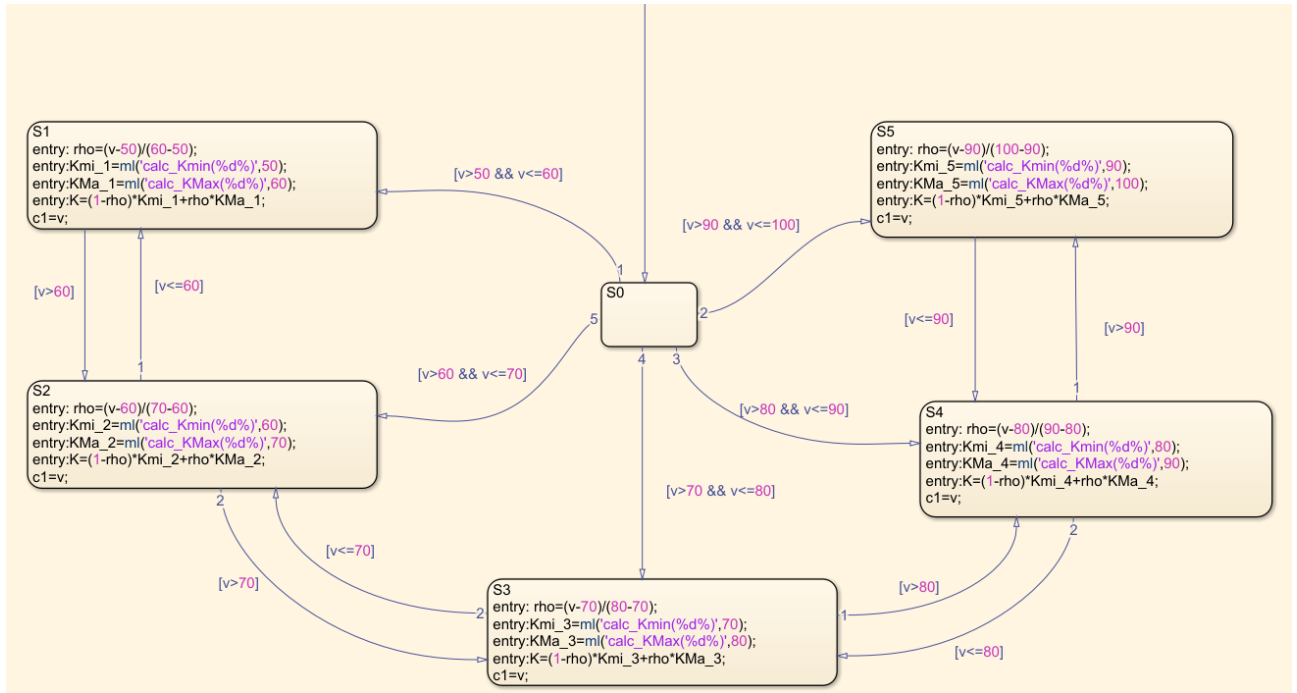 S1
entry: rho=(v-50)/(60-50);
entry:Kmi_1=ml('calc_Kmin(%d%)',50);
entry:KMa_1=ml('calc_KMax(%d%)',60);
entry:K=(1-rho)*Kmi_1+rho*KMa_1;
c1=v;
S5
entry: rho=(v-90)/(100-90);
entry:Kmi_5=ml('calc_Kmin(%d%)',90);
entry:KMa_5=ml('calc_KMax(%d%)',100);
entry:K=(1-rho)*Kmi_5+rho*KMa_5;
c1=v;
[v>50 && v<=60]
[v>90 && v<=100]
1
S0
2
5
4
3
[v>60]
[v<=60]
[v<=90]
[v>90]
1
1
[v>60 && v<=70]
[v>80 && v<=90]
S2
entry: rho=(v-60)/(70-60);
entry:Kmi_2=ml('calc_Kmin(%d%)',60);
entry:KMa_2=ml('calc_KMax(%d%)',70);
entry:K=(1-rho)*Kmi_2+rho*KMa_2;
c1=v;
S4
entry: rho=(v-80)/(90-80);
entry:Kmi_4=ml('calc_Kmin(%d%)',80);
entry:KMa_4=ml('calc_KMax(%d%)',90);
entry:K=(1-rho)*Kmi_4+rho*KMa_4;
c1=v;
[v>70 && v<=80]
2
2
[v<=70]
[v>70]
[v>80]
[v<=80]
2
1
S3
entry: rho=(v-70)/(80-70);
entry:Kmi_3=ml('calc_Kmin(%d%)',70);
entry:KMa_3=ml('calc_KMax(%d%)',80);
entry:K=(1-rho)*Kmi_3+rho*KMa_3;
c1=v;